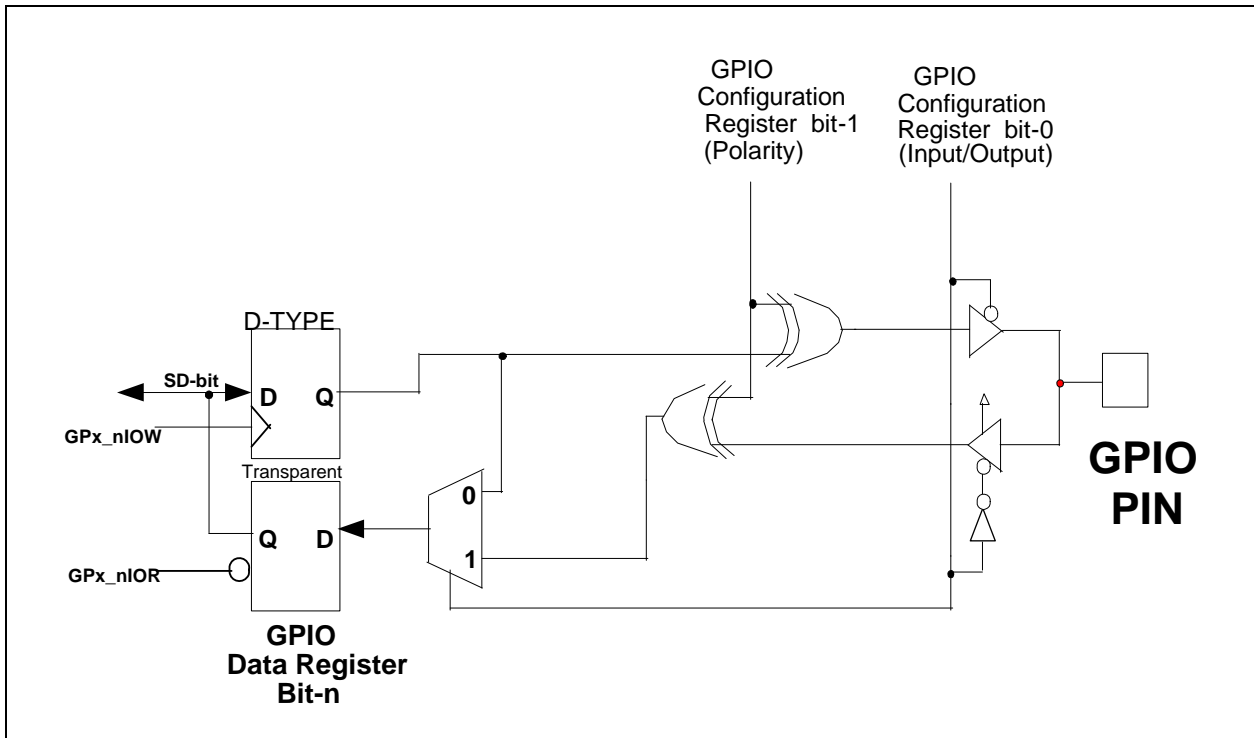 GPIO
Configuration
Register bit-1
(Polarity)
GPIO
Configuration
Register bit-0
(Input/Output)
D-TYPE
SD-bit
D
Q
GPx_nIOW
Transparent
Q
D
GPx_nIOR
0
1
GPIO
Data Register
Bit-n
GPIO
PIN